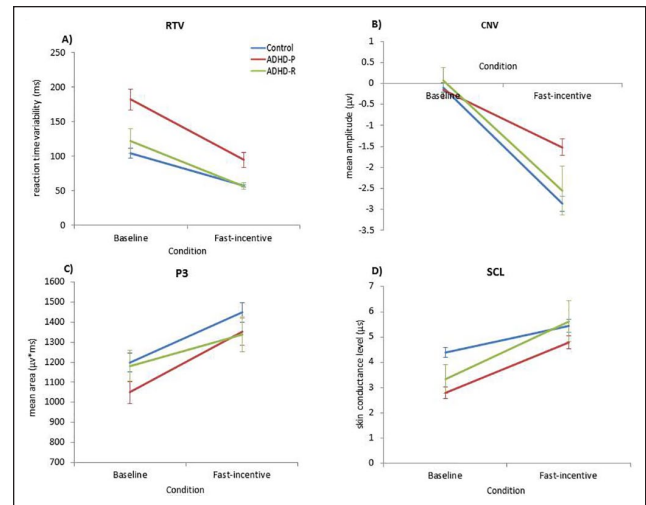 RTV
A)
Control
ADHD-P
ADHD-R
250
200
150
100
50
0
reaction time variability (ms)
Baseline
Fast-incentive
Condition
CNV
B)
1
0.5
0
-0.5
-1
-1.5
-2
-2.5
-3
-3.5
mean amplitude (μv)
Condition
Baseline
Fast-incentive
P3
C)
1600
1500
1400
1300
1200
1100
1000
900
800
700
mean area (μv*ms)
Baseline
Fast-incentive
Condition
SCL
D)
7
6
5
4
3
2
1
0
skin conductance level (μs)
Baseline
Fast-incentive
Condition